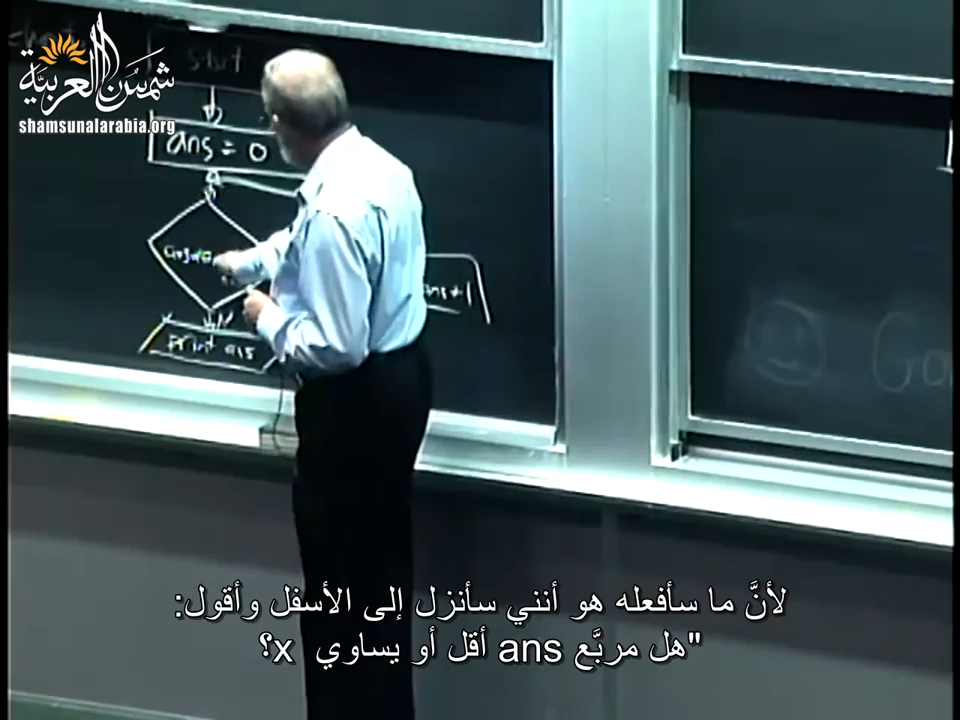 شمس العربية
shamsunalarabia.org
start
ans = 0
print ans
ans+1
لأنَّ ما سأفعله هو أنني سأنزل إلى الأسفل وأقول:
"هل مربَّع ans أقل أو يساوي x؟